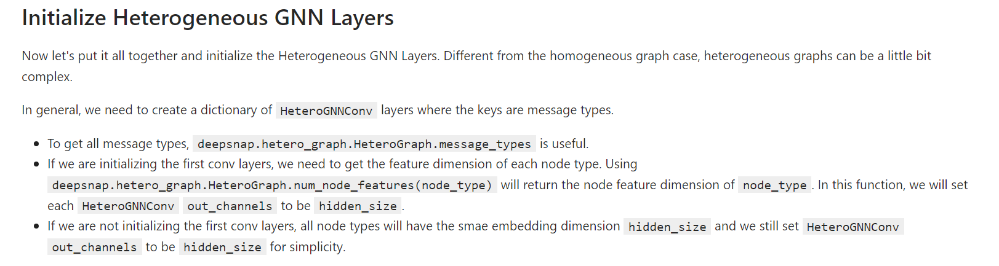 Initialize Heterogeneous GNN Layers
Now let's put it all together and initialize the Heterogeneous GNN Layers. Different from the homogeneous graph case, heterogeneous graphs can be a little bit
complex.
In general, we need to create a dictionary of HeteroGNNConv layers where the keys are message types.
• To get all message types, deepsnap.hetero_graph.HeteroGraph.message_types is useful.
• If we are initializing the first conv layers, we need to get the feature dimension of each node type. Using
deepsnap.hetero_graph.HeteroGraph.num_node_features(node_type) will return the node feature dimension of node_type. In this function, we will set
each HeteroGNNConv out_channels to be hidden_size.
• If we are not initializing the first conv layers, all node types will have the smae embedding dimension hidden_size and we still set HeteroGNNConv
out_channels to be hidden_size for simplicity.